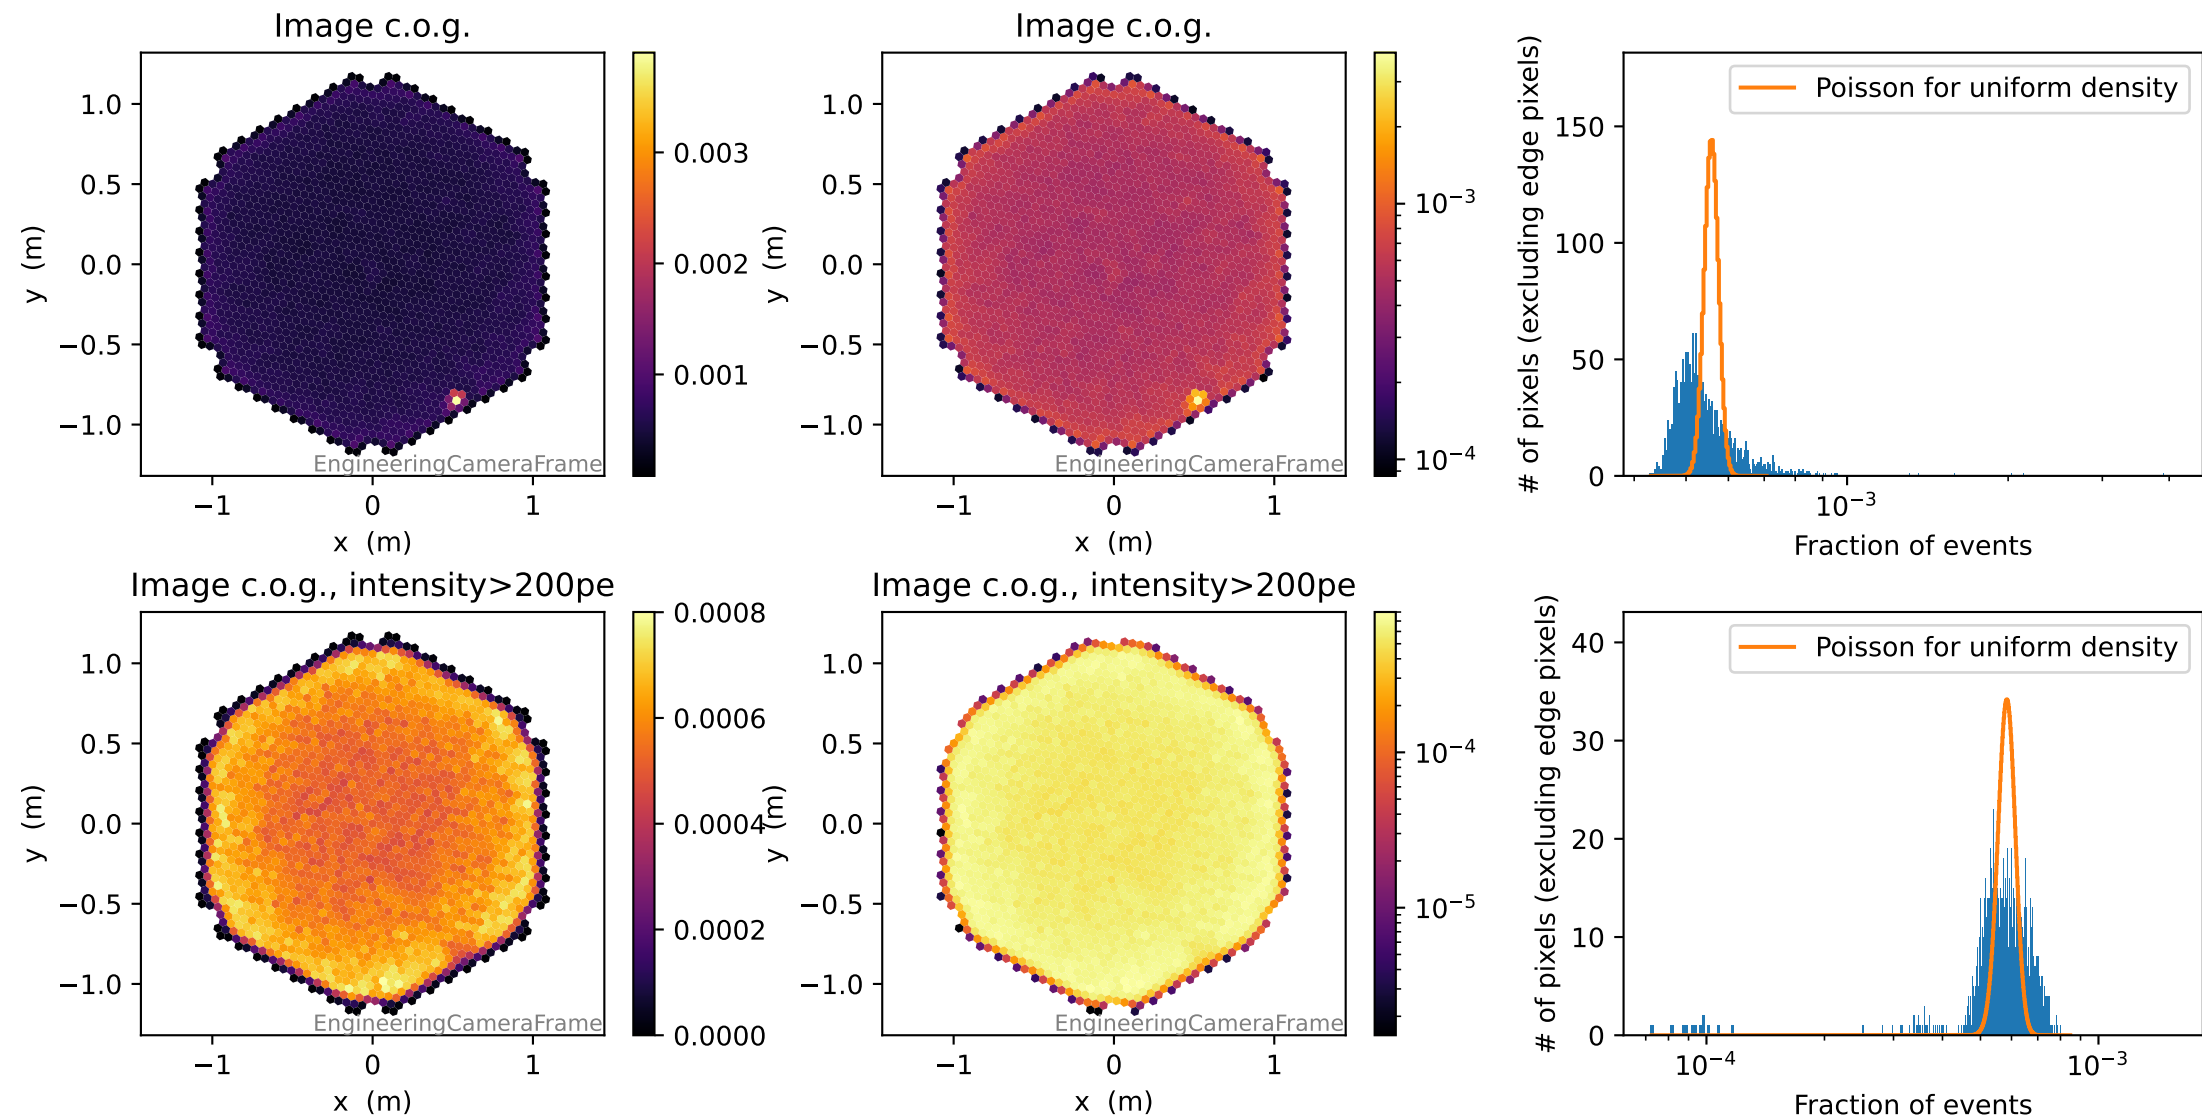 Image c.o.g.
1.0
0.5
0.0
−0.5
−1.0
y (m)
−1
0
1
x (m)
EngineeringCameraFrame
0.003
0.002
0.001
Image c.o.g.
1.0
0.5
0.0
−0.5
−1.0
y (m)
−1
0
1
x (m)
EngineeringCameraFrame
10⁻³
10⁻⁴
# of pixels (excluding edge pixels)
150
100
50
0
Poisson for uniform density
10⁻³
Fraction of events
Image c.o.g., intensity>200pe
1.0
0.5
0.0
−0.5
−1.0
y (m)
−1
0
1
x (m)
EngineeringCameraFrame
0.0008
0.0006
0.0004
0.0002
0.0000
Image c.o.g., intensity>200pe
1.0
0.5
0.0
−0.5
−1.0
y (m)
−1
0
1
x (m)
EngineeringCameraFrame
10⁻⁴
10⁻⁵
# of pixels (excluding edge pixels)
40
30
20
10
0
Poisson for uniform density
10⁻⁴
10⁻³
Fraction of events